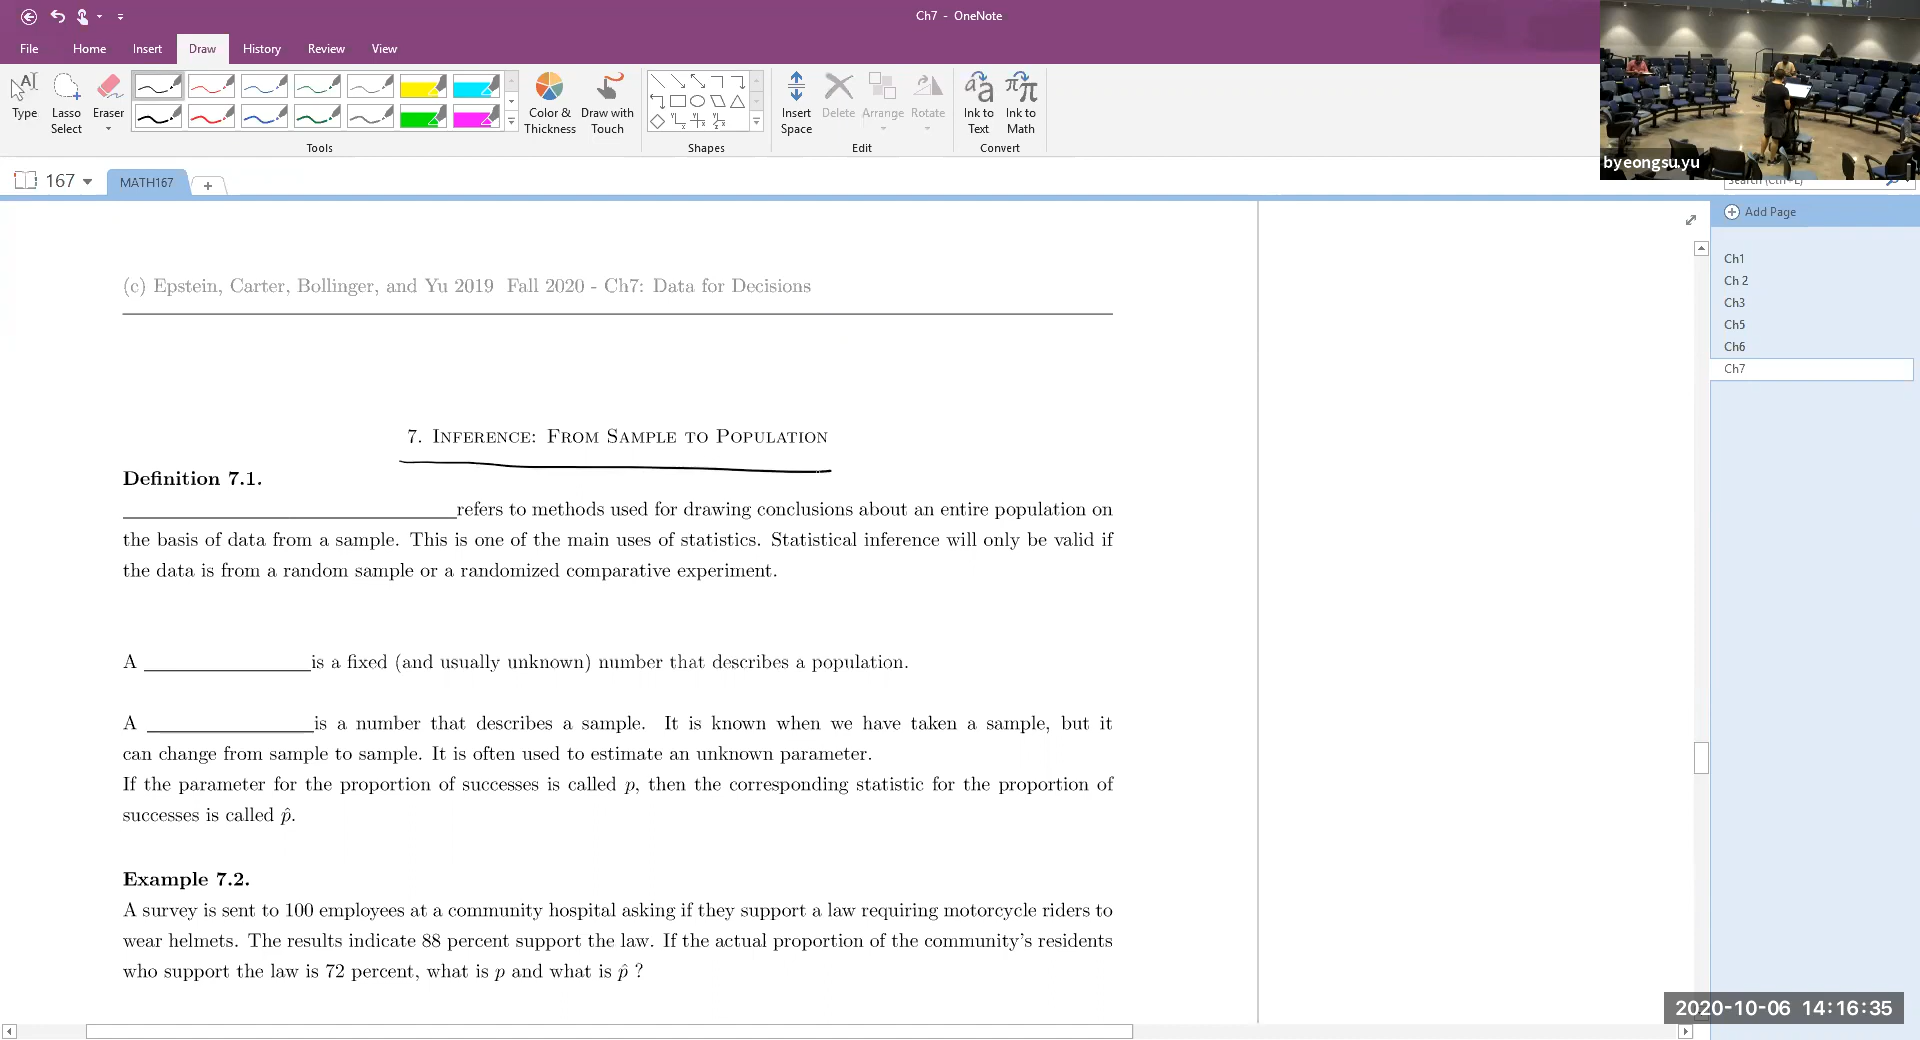 Ch7 - OneNote
File Home Insert Draw History Review View
Type Lasso Select Eraser Color & Thickness Draw with Touch Insert Space Delete Arrange Rotate Ink to Text Ink to Math
Tools Shapes Edit Convert
byeongsu.yu
167 MATH167
Search (Ctrl+E)
Add Page
Ch1
Ch 2
Ch3
Ch5
Ch6
Ch7
(c) Epstein, Carter, Bollinger, and Yu 2019 Fall 2020 - Ch7: Data for Decisions
7. Inference: From Sample to Population
Definition 7.1.
refers to methods used for drawing conclusions about an entire population on
the basis of data from a sample. This is one of the main uses of statistics. Statistical inference will only be valid if
the data is from a random sample or a randomized comparative experiment.
A ________________ is a fixed (and usually unknown) number that describes a population.
A ________________ is a number that describes a sample. It is known when we have taken a sample, but it
can change from sample to sample. It is often used to estimate an unknown parameter.
If the parameter for the proportion of successes is called p, then the corresponding statistic for the proportion of
successes is called p̂.
Example 7.2.
A survey is sent to 100 employees at a community hospital asking if they support a law requiring motorcycle riders to
wear helmets. The results indicate 88 percent support the law. If the actual proportion of the community's residents
who support the law is 72 percent, what is p and what is p̂ ?
2020-10-06 14:16:35